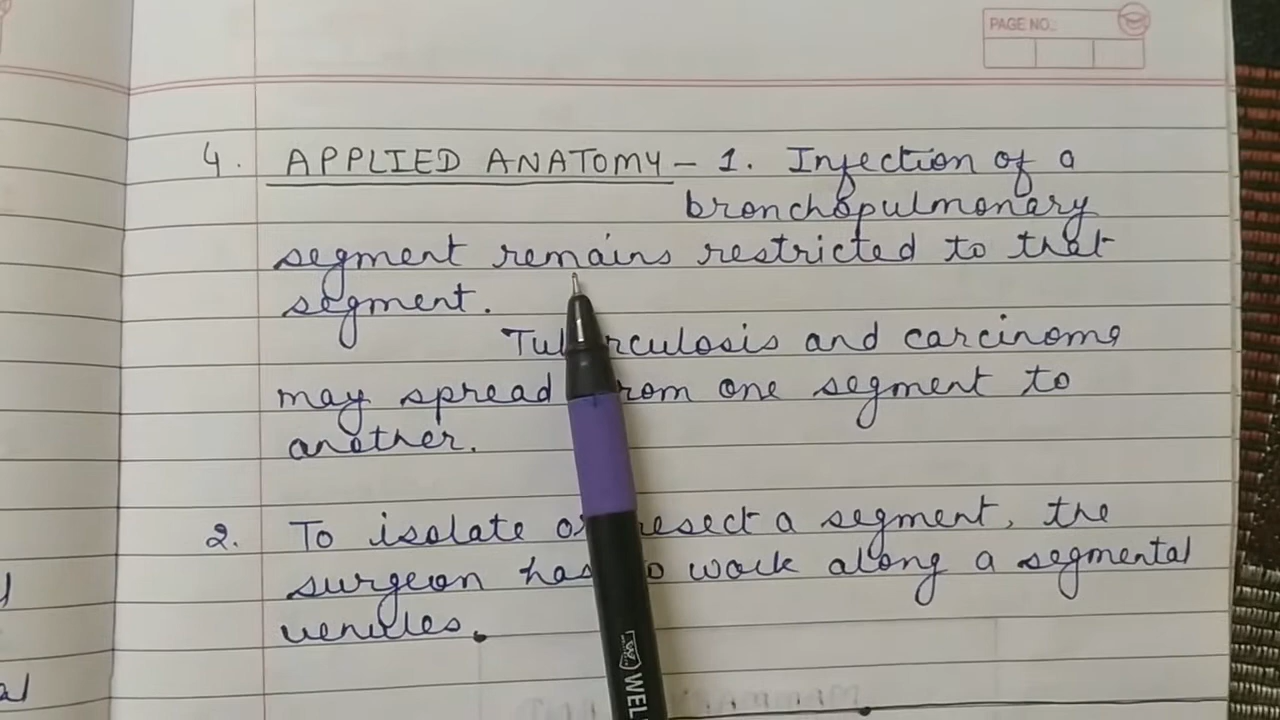 PAGE NO.:
4. APPLIED ANATOMY - 1. Infection of a
bronchopulmonary
segment remains restricted to that
segment.
Tuberculosis and carcinoma
may spread from one segment to
another.
2. To isolate or resect a segment, the
surgeon has to work along a segmental
venules.
WEL